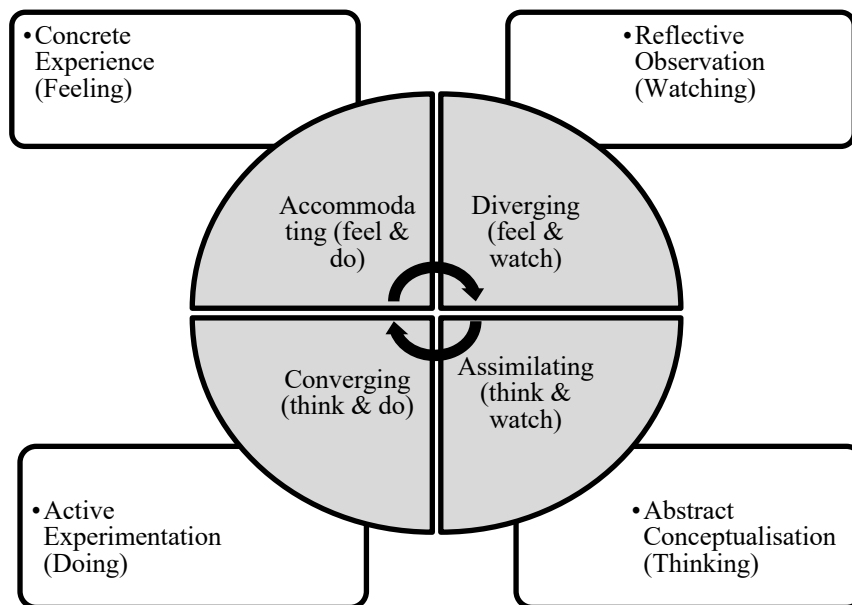 •Concrete
Experience
(Feeling)
•Reflective
Observation
(Watching)
Accommoda
ting (feel &
do)
Diverging
(feel &
watch)
Converging
(think & do)
Assimilating
(think &
watch)
•Active
Experimentation
(Doing)
•Abstract
Conceptualisation
(Thinking)